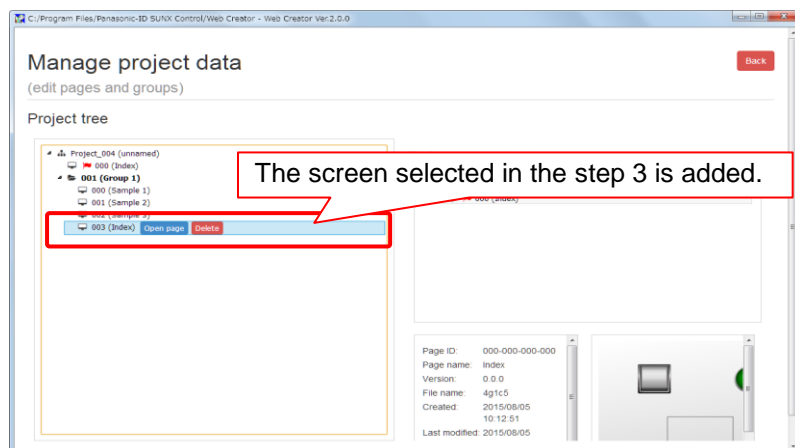 C:/Program Files/Panasonic-ID SUNX Control/Web Creator - Web Creator Ver.2.0.0
Manage project data
Back
(edit pages and groups)
Project tree
Project_004 (unnamed)
000 (Index)
001 (Group 1)
000 (Sample 1)
001 (Sample 2)
002 (Sample 3)
003 (Index) Open page Delete
The screen selected in the step 3 is added.
000 (Index)
Page ID: 000-000-000-000
Page name: Index
Version: 0.0.0
File name: 4g1c5
Created: 2015/08/05
10:12:51
Last modified: 2015/08/05